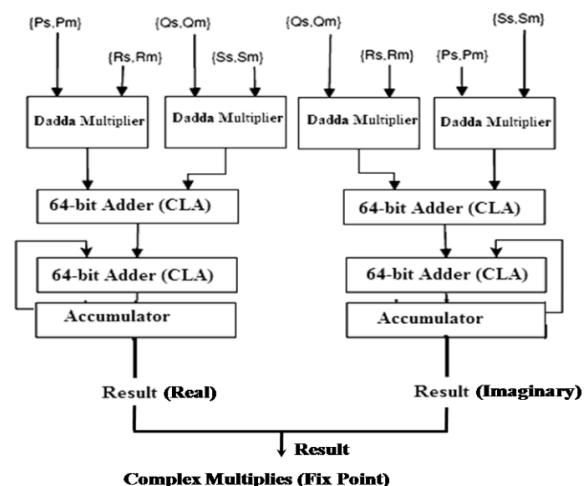 {Ps,Pm} {Qs,Qm} {Qs,Qm} {Ss,Sm}
{Rs,Rm} {Ss,Sm} {Rs,Rm} {Ps,Pm}
Dadda Multiplier Dadda Multiplier Dadda Multiplier Dadda Multiplier
64-bit Adder (CLA) 64-bit Adder (CLA)
64-bit Adder (CLA) 64-bit Adder (CLA)
Accumulator Accumulator
Result (Real) Result (Imaginary)
Result
Complex Multiplies (Fix Point)